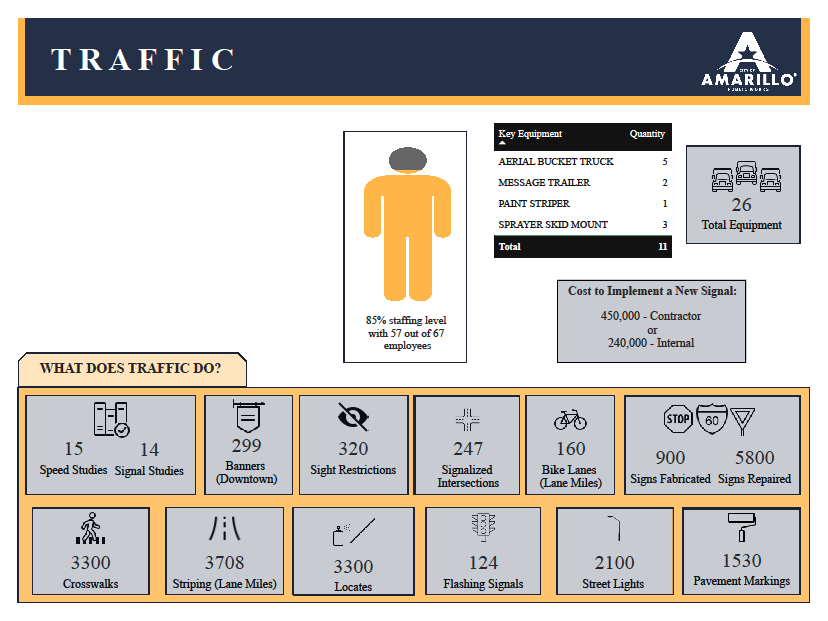 TRAFFIC
CITY OF
AMARILLO
PUBLIC WORKS
Key Equipment Quantity
AERIAL BUCKET TRUCK 5
MESSAGE TRAILER 2
PAINT STRIPER 1
SPRAYER SKID MOUNT 3
Total 11
26
Total Equipment
85% staffing level
with 57 out of 67
employees
Cost to Implement a New Signal:
450,000 - Contractor
or
240,000 - Internal
WHAT DOES TRAFFIC DO?
15
Speed Studies
14
Signal Studies
299
Banners
(Downtown)
320
Sight Restrictions
247
Signalized
Intersections
160
Bike Lanes
(Lane Miles)
STOP
60
900
Signs Fabricated
5800
Signs Repaired
3300
Crosswalks
3708
Striping (Lane Miles)
3300
Locates
124
Flashing Signals
2100
Street Lights
1530
Pavement Markings